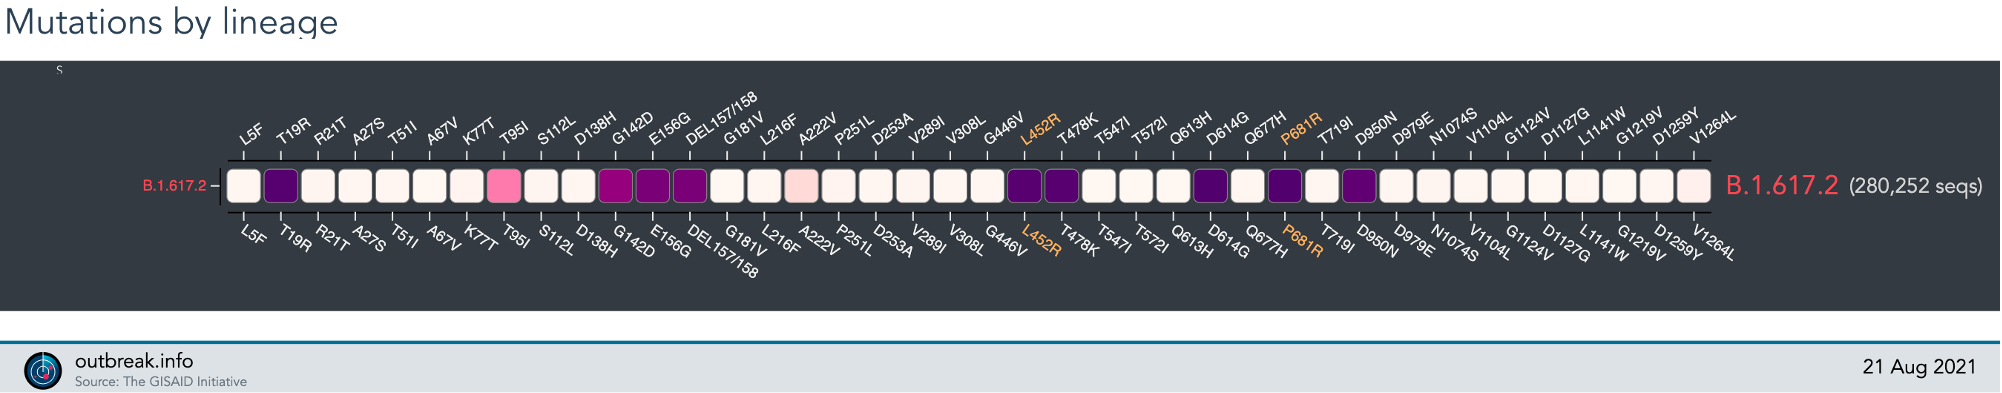 Mutations by lineage
S
L5F T19R R21T A27S T51I A67V K77T T95I S112L D138H G142D E156G DEL157/158 G181V L216F A222V P251L D253A V289I V308L G446V L452R T478K T547I T572I Q613H D614G Q677H P681R T719I D950N D979E N1074S V1104L G1124V D1127G L1141W G1219V D1259Y V1264L
B.1.617.2 B.1.617.2 (280,252 seqs)
L5F T19R R21T A27S T51I A67V K77T T95I S112L D138H G142D E156G DEL157/158 G181V L216F A222V P251L D253A V289I V308L G446V L452R T478K T547I T572I Q613H D614G Q677H P681R T719I D950N D979E N1074S V1104L G1124V D1127G L1141W G1219V D1259Y V1264L
outbreak.info
Source: The GISAID Initiative
21 Aug 2021